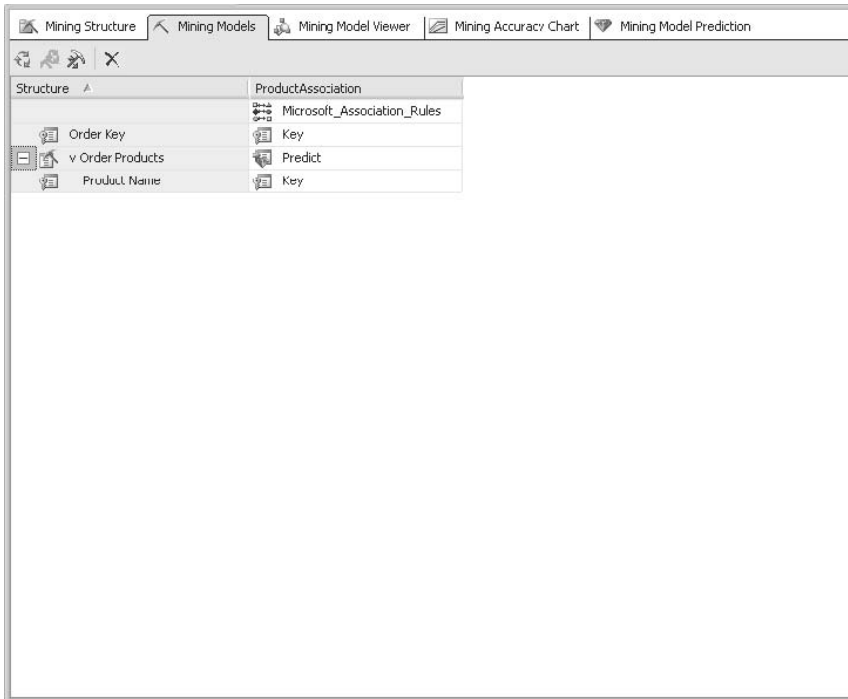 Mining Structure Mining Models Mining Model Viewer Mining Accuracy Chart Mining Model Prediction
Structure ProductAssociation
Microsoft_Association_Rules
Order Key Key
v Order Products Predict
Product Name Key